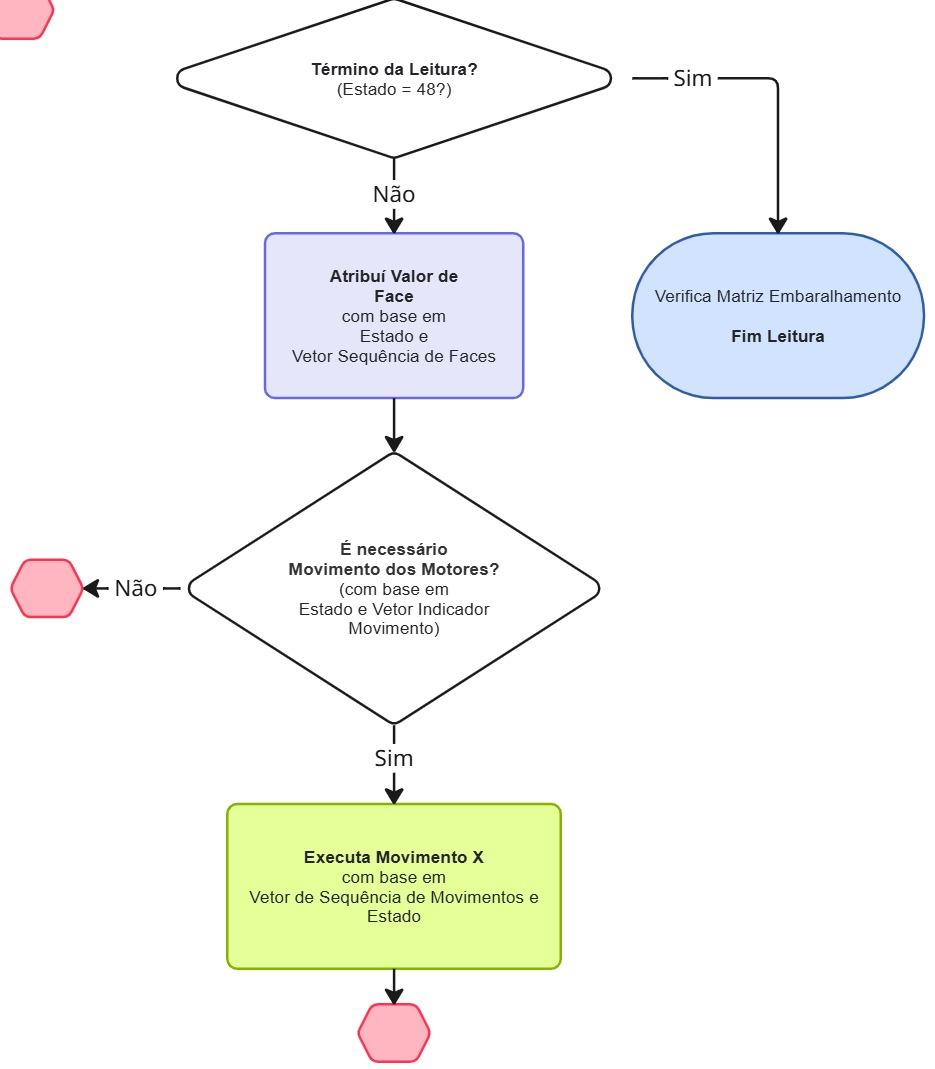 Término da Leitura?
(Estado = 48?)
Sim
Não
Atribuí Valor de
Face
com base em
Estado e
Vetor Sequência de Faces
Verifica Matriz Embaralhamento
Fim Leitura
É necessário
Movimento dos Motores?
(com base em
Estado e Vetor Indicador
Movimento)
Não
Sim
Executa Movimento X
com base em
Vetor de Sequência de Movimentos e
Estado